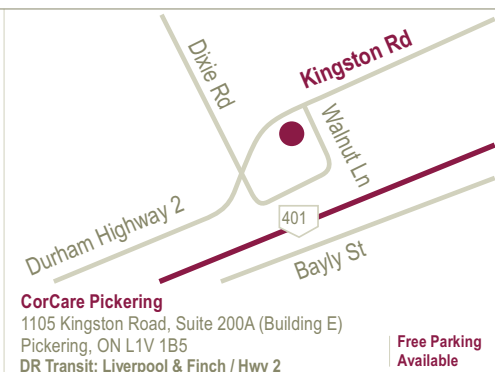 Dixie Rd
Kingston Rd
Walnut Ln
401
Durham Highway 2
Bayly St
CorCare Pickering
1105 Kingston Road, Suite 200A (Building E)
Pickering, ON L1V 1B5
DR Transit: Liverpool & Finch / Hwy 2
Free Parking
Available